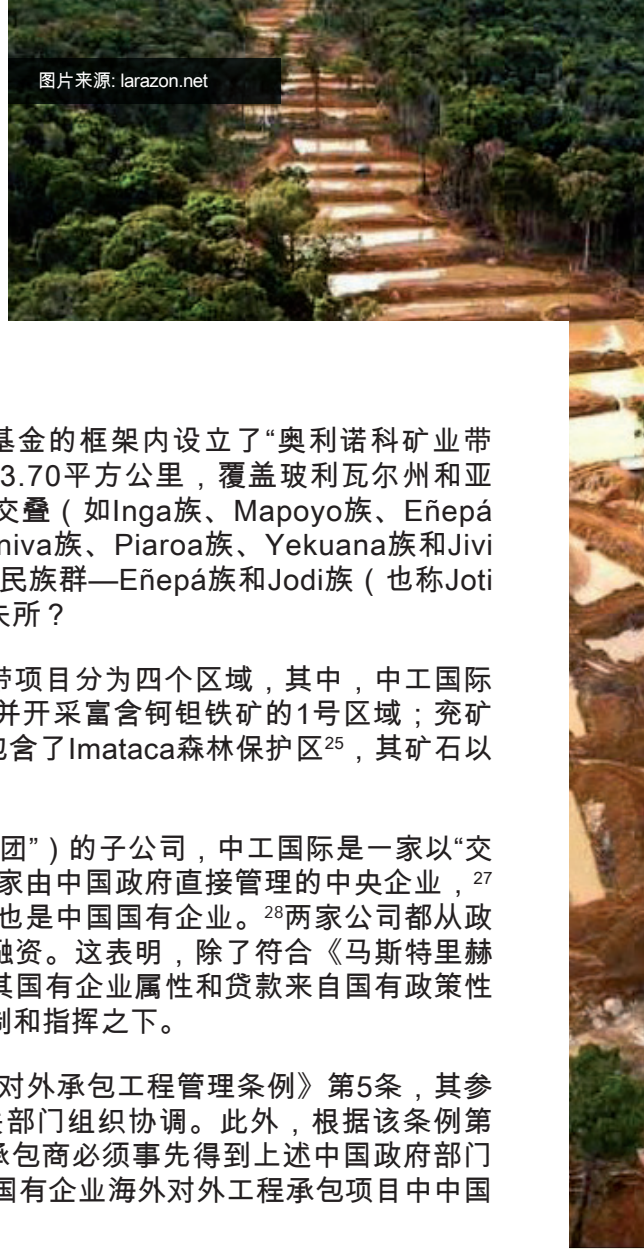 图片来源: larazon.net
基金的框架内设立了“奥利诺科矿业带
3.70平方公里，覆盖玻利瓦尔州和亚
交叠（如Inga族、Mapoyo族、Eñepá
niva族、Piaroa族、Yekuana族和Jivi
民族群—Eñepá族和Jodi族（也称Joti
失所？
带项目分为四个区域，其中，中工国际
并开采富含钶钽铁矿的1号区域；兖矿
包含了Imataca森林保护区25，其矿石以
团”）的子公司，中工国际是一家以“交
家由中国政府直接管理的中央企业，27
也是中国国有企业。28两家公司都从政
融资。这表明，除了符合《马斯特里赫
其国有企业属性和贷款来自国有政策性
制和指挥之下。
对外承包工程管理条例》第5条，其参
关部门组织协调。此外，根据该条例第
承包商必须事先得到上述中国政府部门
国有企业海外对外工程承包项目中中国